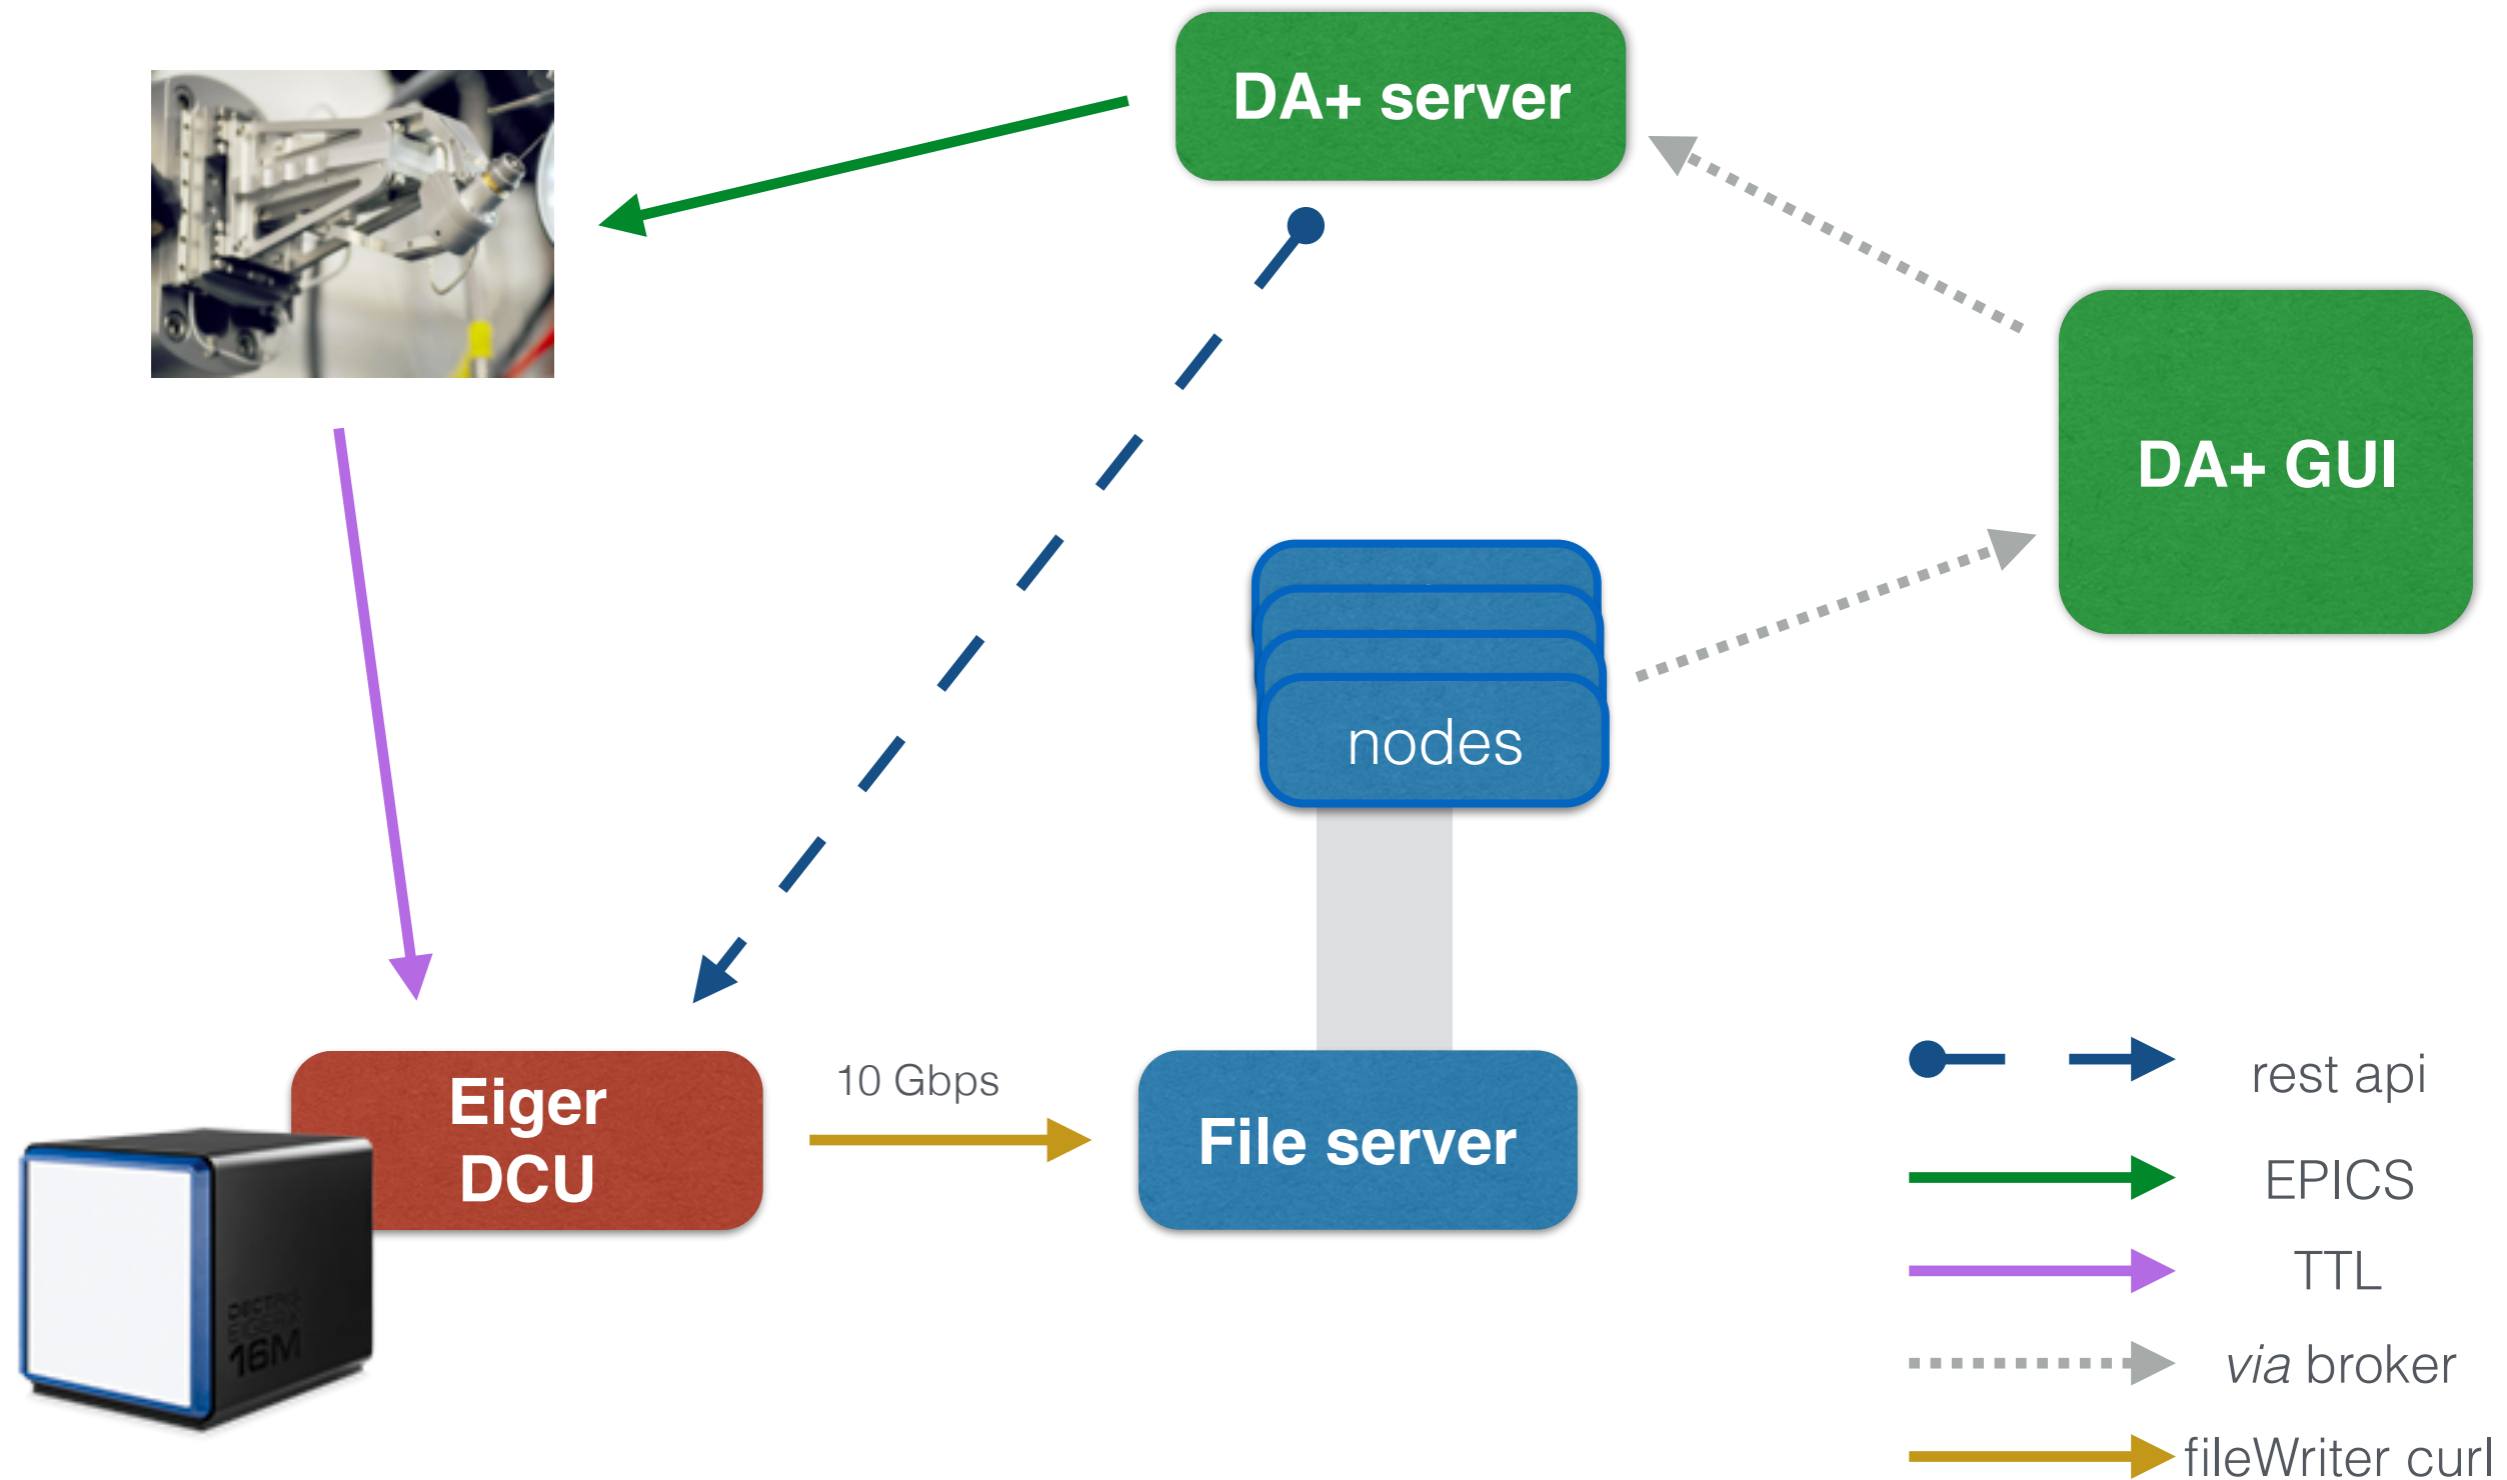 DA+ server
DA+ GUI
nodes
10 Gbps
Eiger
DCU
File server
16M
rest api
EPICS
TTL
via broker
fileWriter curl